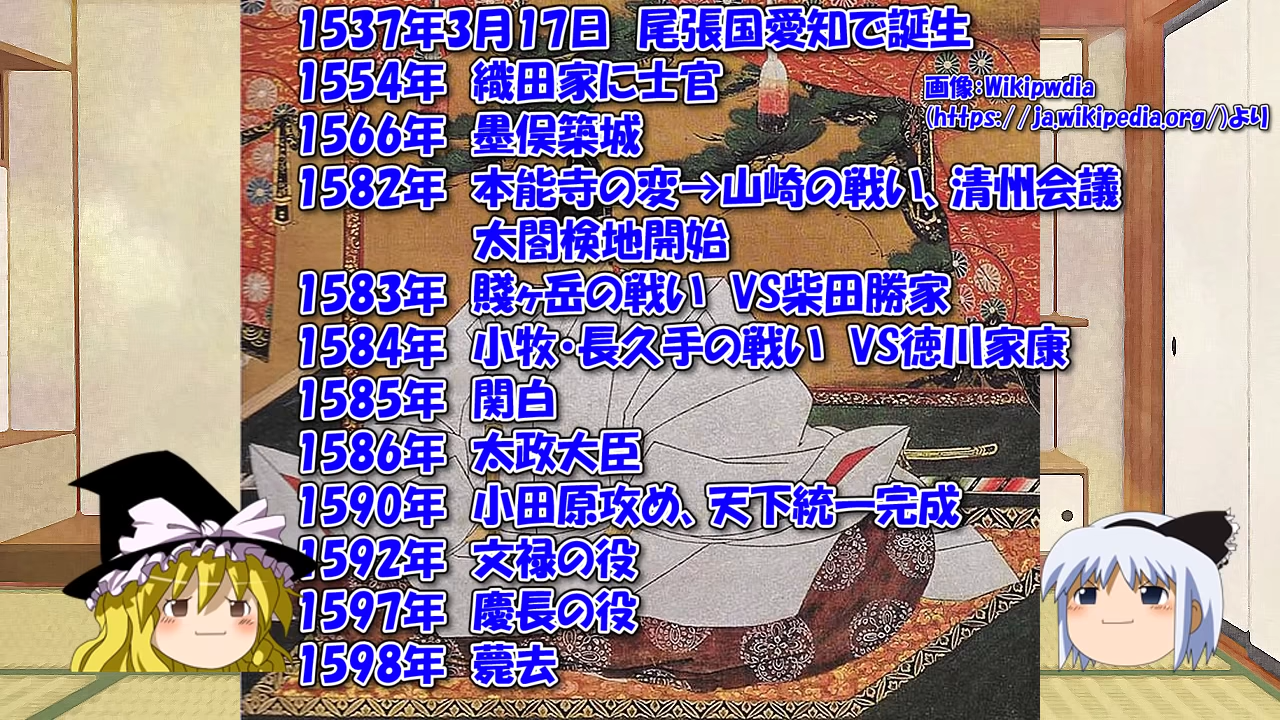 1537年3月17日　尾張国愛知で誕生
1554年　織田家に士官
画像：Wikipwdia
(https://ja.wikipedia.org/)より
1566年　墨俣築城
1582年　本能寺の変→山崎の戦い、清州会議
太閤検地開始
1583年　賤ヶ岳の戦い　VS柴田勝家
1584年　小牧・長久手の戦い　VS徳川家康
1585年　関白
1586年　太政大臣
1590年　小田原攻め、天下統一完成
1592年　文禄の役
1597年　慶長の役
1598年　薨去